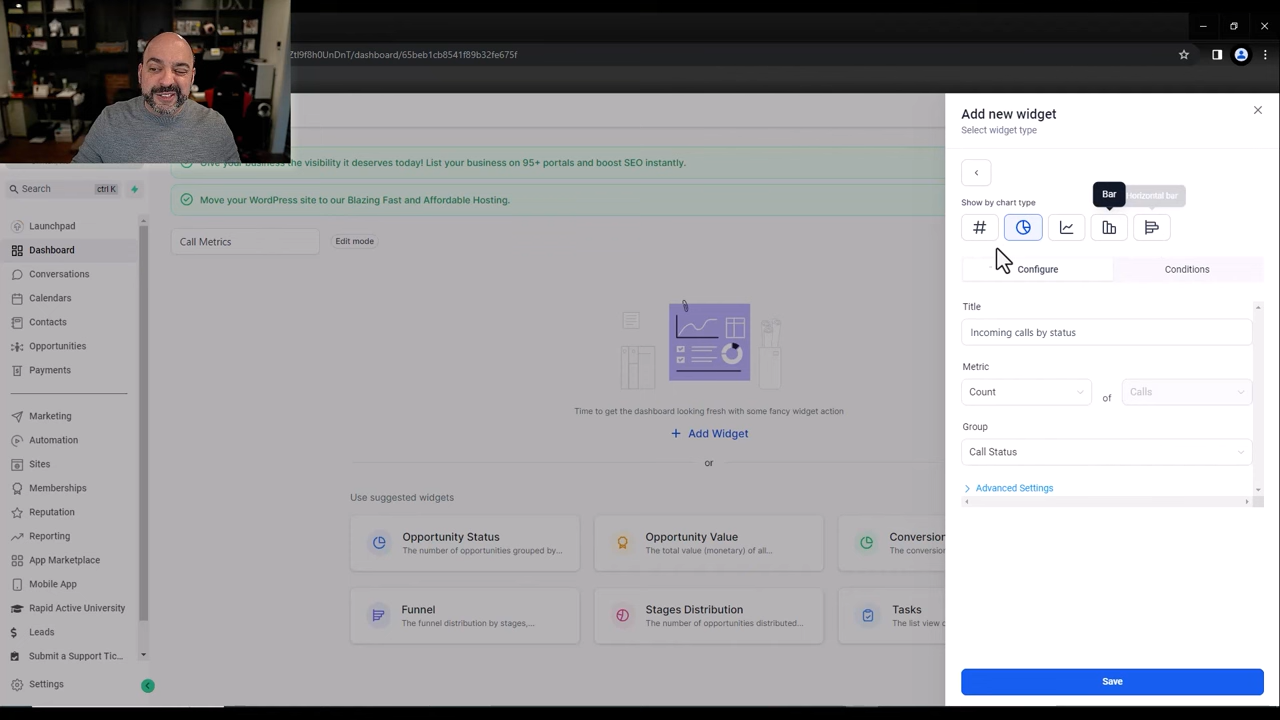 Ztl9f8h0UnDnT/dashboard/65beb1cb8541f89b32fe675f
Add new widget
Select widget type
Give your business the visibility it deserves today! List your business on 95+ portals and boost SEO instantly.
Move your WordPress site to our Blazing Fast and Affordable Hosting.
Search
ctrl K
Launchpad
Dashboard
Conversations
Calendars
Contacts
Opportunities
Payments
Marketing
Automation
Sites
Memberships
Reputation
Reporting
App Marketplace
Mobile App
Rapid Active University
Leads
Submit a Support Tic...
Settings
Call Metrics
Edit mode
Time to get the dashboard looking fresh with some fancy widget action
+ Add Widget
or
Use suggested widgets
Opportunity Status
The number of opportunities grouped by...
Opportunity Value
The total value (monetary) of all...
Conversion
The conversion
Funnel
The funnel distribution by stages,...
Stages Distribution
The number of opportunities distributed...
Tasks
The list view o
Show by chart type
Bar
Horizontal bar
#
Configure
Conditions
Title
Incoming calls by status
Metric
Count
of
Calls
Group
Call Status
Advanced Settings
Save